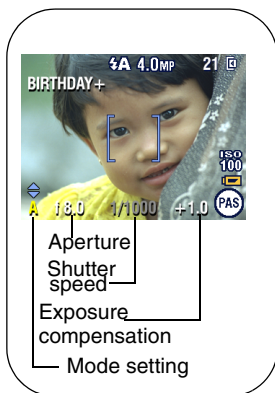 ⚡A 4.0MP 21
BIRTHDAY+
ISO
100
A f 8.0 1/1000 +1.0 PAS
Aperture
Shutter
speed
Exposure
compensation
Mode setting